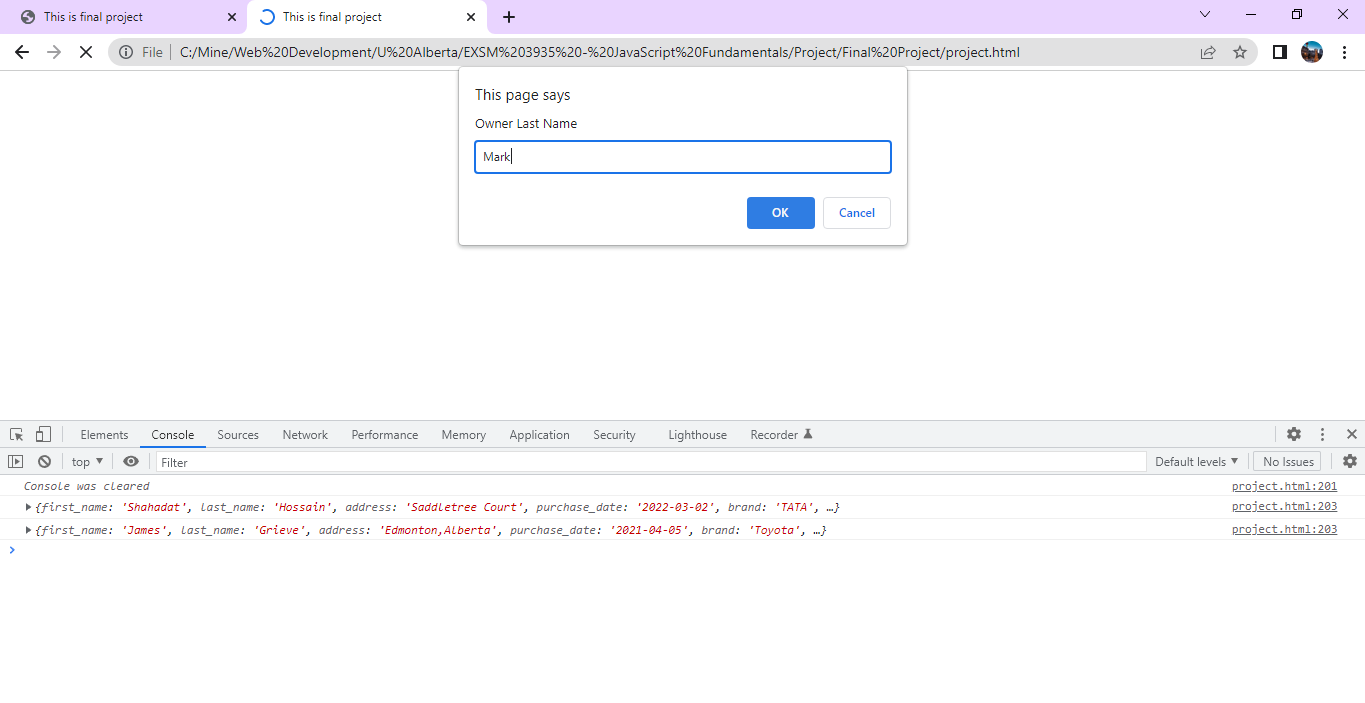 This is final project
This is final project
File | C:/Mine/Web%20Development/U%20Alberta/EXSM%203935%20-%20JavaScript%20Fundamentals/Project/Final%20Project/project.html
This page says
Owner Last Name
Mark
OK Cancel
Elements Console Sources Network Performance Memory Application Security Lighthouse Recorder
top Filter Default levels No Issues
Console was cleared project.html:201
{first_name: 'Shahadat', last_name: 'Hossain', address: 'Saddletree Court', purchase_date: '2022-03-02', brand: 'TATA', …} project.html:203
{first_name: 'James', last_name: 'Grieve', address: 'Edmonton,Alberta', purchase_date: '2021-04-05', brand: 'Toyota', …} project.html:203